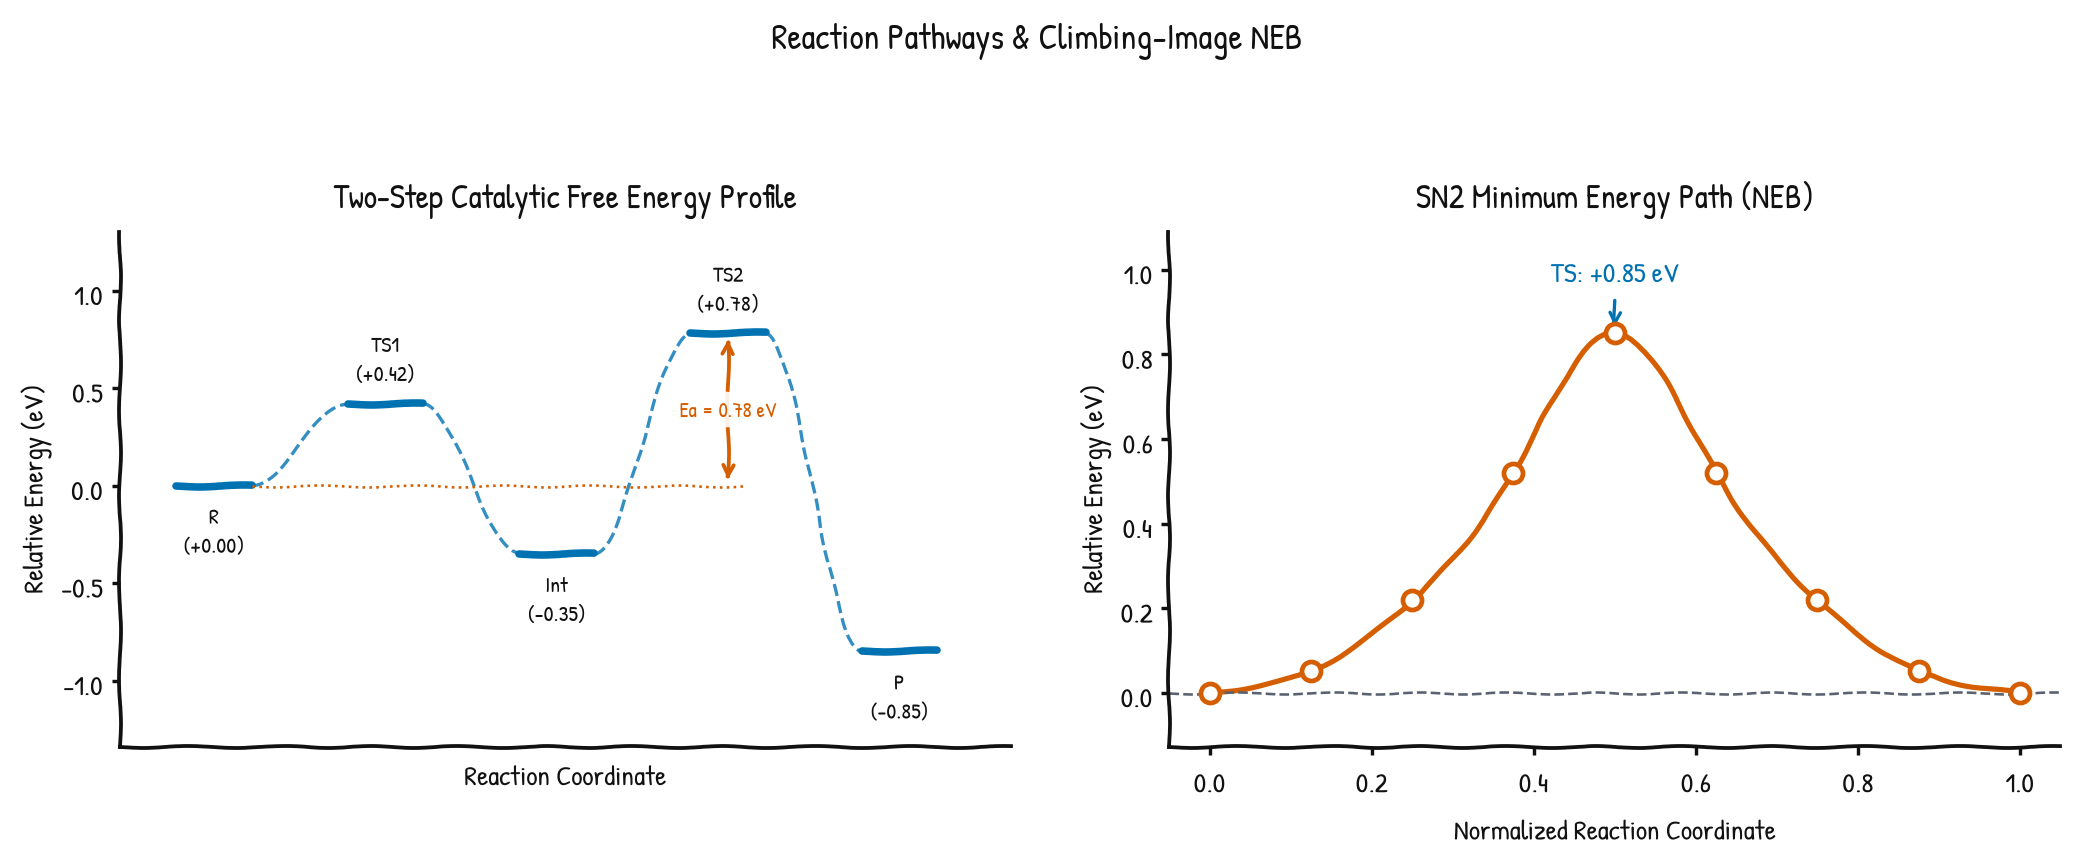 Reaction Pathways & Climbing-Image NEB
Two-Step Catalytic Free Energy Profile
Relative Energy (eV)
1.0
0.5
0.0
−0.5
−1.0
R
(+0.00)
TS1
(+0.42)
Int
(−0.35)
TS2
(+0.78)
Ea = 0.78 eV
P
(−0.85)
Reaction Coordinate
SN2 Minimum Energy Path (NEB)
Relative Energy (eV)
1.0
0.8
0.6
0.4
0.2
0.0
TS: +0.85 eV
0.0
0.2
0.4
0.6
0.8
1.0
Normalized Reaction Coordinate